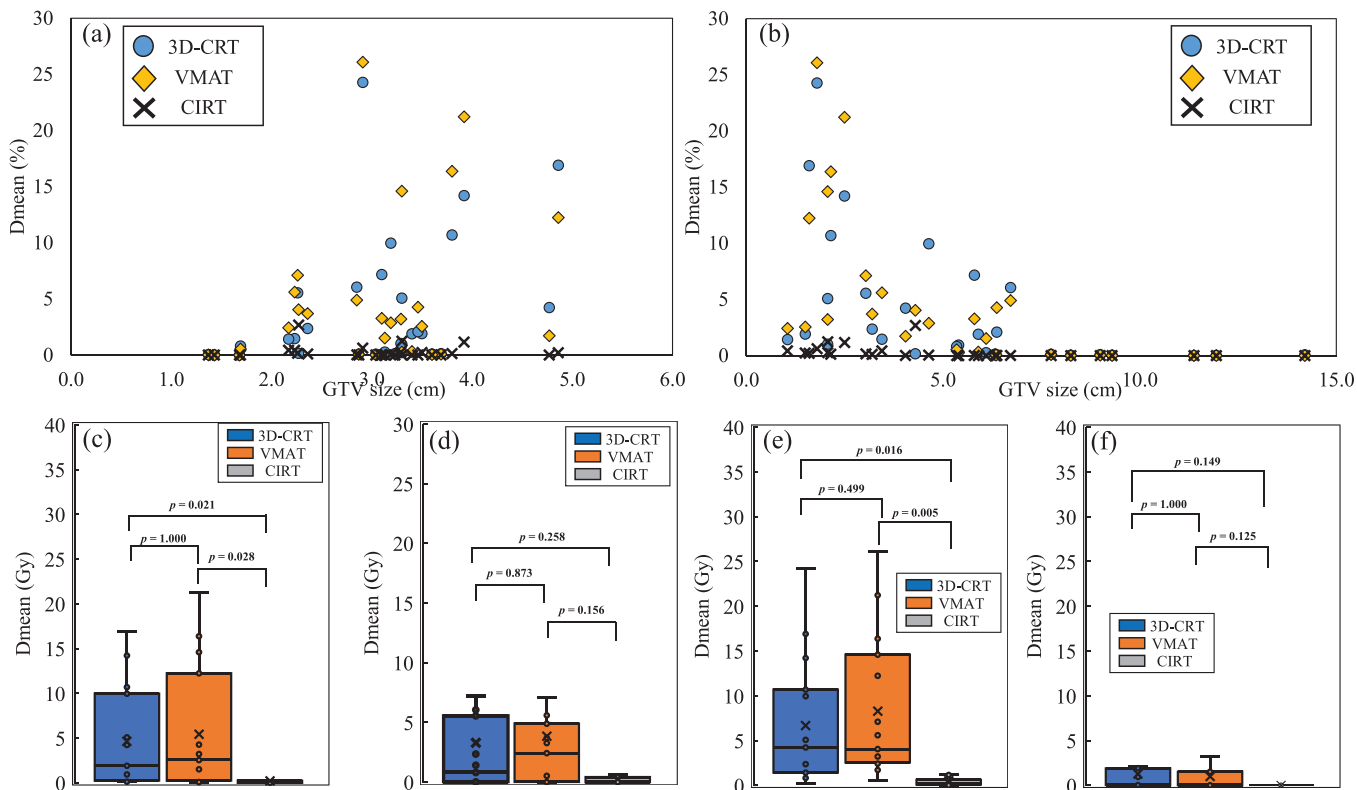 (a)
3D-CRT
VMAT
CIRT
Dmean (%)
30
25
20
15
10
5
0
0.0 1.0 2.0 3.0 4.0 5.0 6.0
GTV size (cm)
(b)
3D-CRT
VMAT
CIRT
Dmean (%)
30
25
20
15
10
5
0
0.0 5.0 10.0 15.0
GTV size (cm)
(c)
3D-CRT
VMAT
CIRT
Dmean (Gy)
40
35
30
25
20
15
10
5
0
p = 0.021
p = 1.000
p = 0.028
(d)
3D-CRT
VMAT
CIRT
Dmean (Gy)
30
25
20
15
10
5
0
p = 0.258
p = 0.873
p = 0.156
(e)
3D-CRT
VMAT
CIRT
Dmean (Gy)
40
35
30
25
20
15
10
5
0
p = 0.016
p = 0.499
p = 0.005
(f)
3D-CRT
VMAT
CIRT
Dmean (Gy)
40
35
30
25
20
15
10
5
0
p = 0.149
p = 1.000
p = 0.125